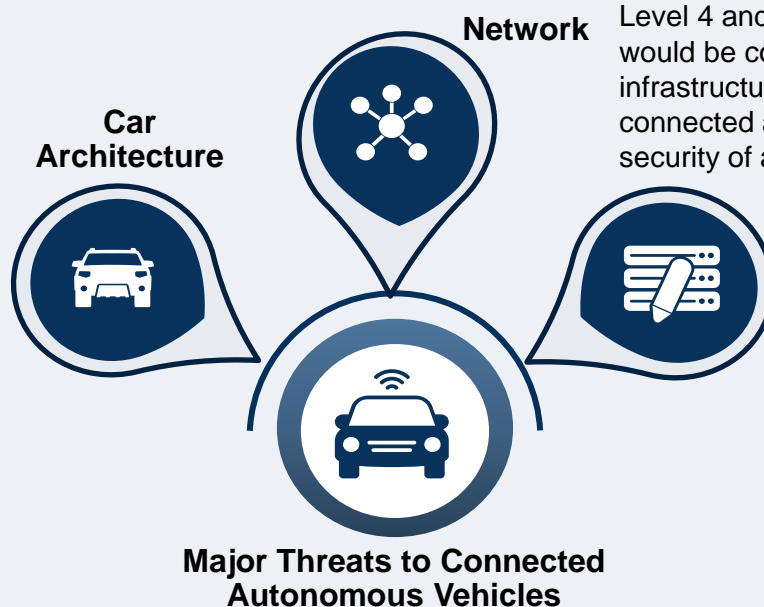 Network
Level 4 and
would be co
infrastructu
connected a
security of a
Car
Architecture
Major Threats to Connected
Autonomous Vehicles